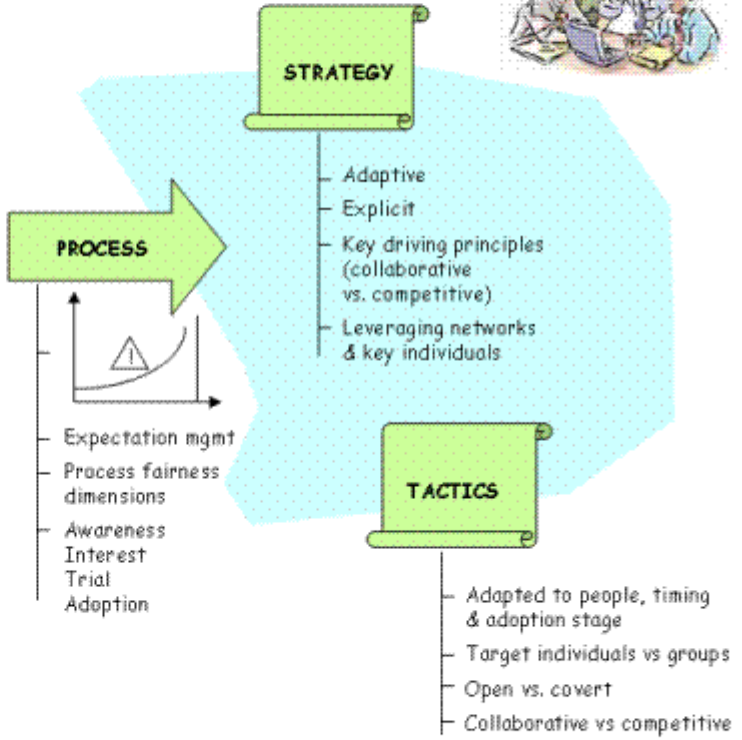 STRATEGY
Adaptive
Explicit
Key driving principles
(collaborative
vs. competitive)
Leveraging networks
& key individuals
PROCESS
!
Expectation mgmt
Process fairness
dimensions
Awareness
Interest
Trial
Adoption
TACTICS
Adapted to people, timing
& adoption stage
Target individuals vs groups
Open vs. covert
Collaborative vs competitive